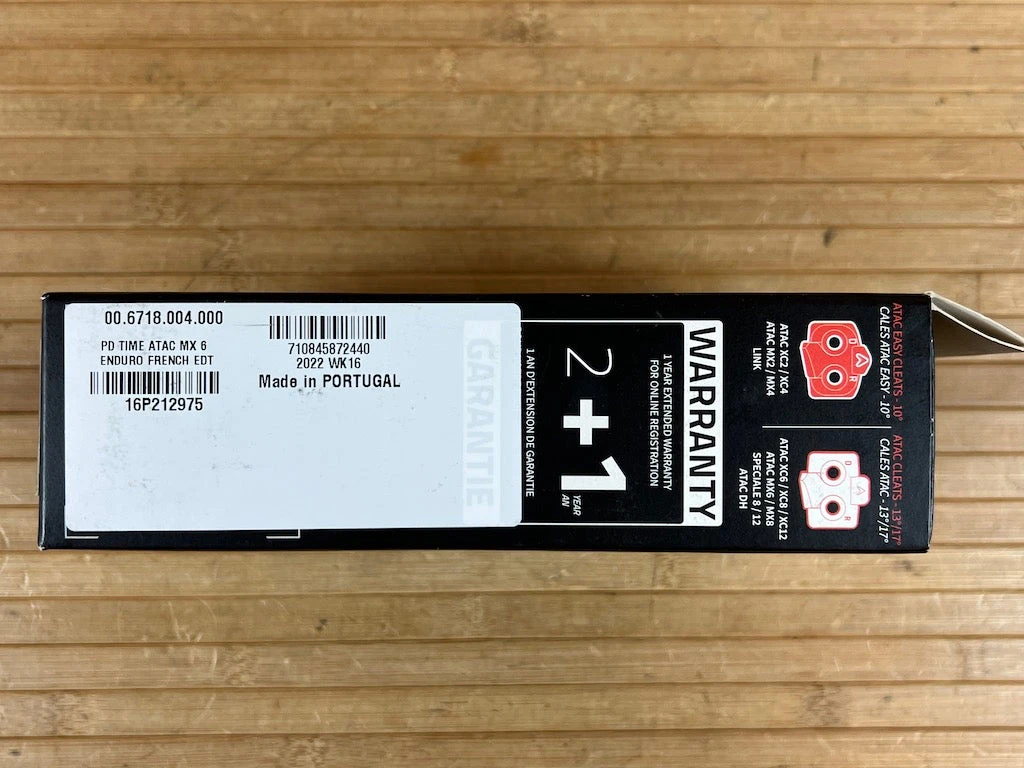 00.6718.004.000
PD TIME ATAC MX 6
ENDURO FRENCH EDT
16P212975
710845872440
2022 WK16
Made in PORTUGAL
GARANTIE
1 AN D'EXTENSION DE GARANTIE
2+1
YEAR
AN
1 YEAR EXTENDED WARRANTY
FOR ONLINE REGISTRATION
WARRANTY
ATAC EASY CLEATS - 10°
CALES ATAC EASY - 10°
D
R
ATAC XC2 / XC4
ATAC MX2 / MX4
LINK
ATAC CLEATS - 13°/17°
CALES ATAC - 13°/17°
D
R
ATAC XC6 / XC8 / XC12
ATAC MX6 / MX8
SPECIALE 8 / 12
ATAC DH